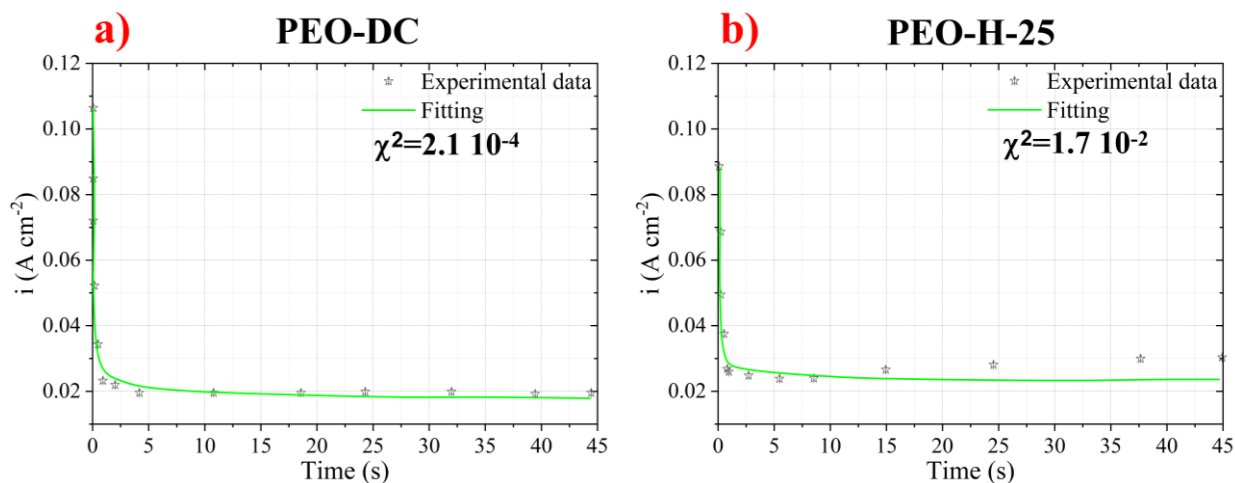 a) PEO-DC
0.12
0.10
0.08
0.06
0.04
0.02
i (A cm-2)
Experimental data
Fitting
χ²=2.1 10-4
0 5 10 15 20 25 30 35 40 45
Time (s)
b) PEO-H-25
0.12
0.10
0.08
0.06
0.04
0.02
i (A cm-2)
Experimental data
Fitting
χ²=1.7 10-2
0 5 10 15 20 25 30 35 40 45
Time (s)